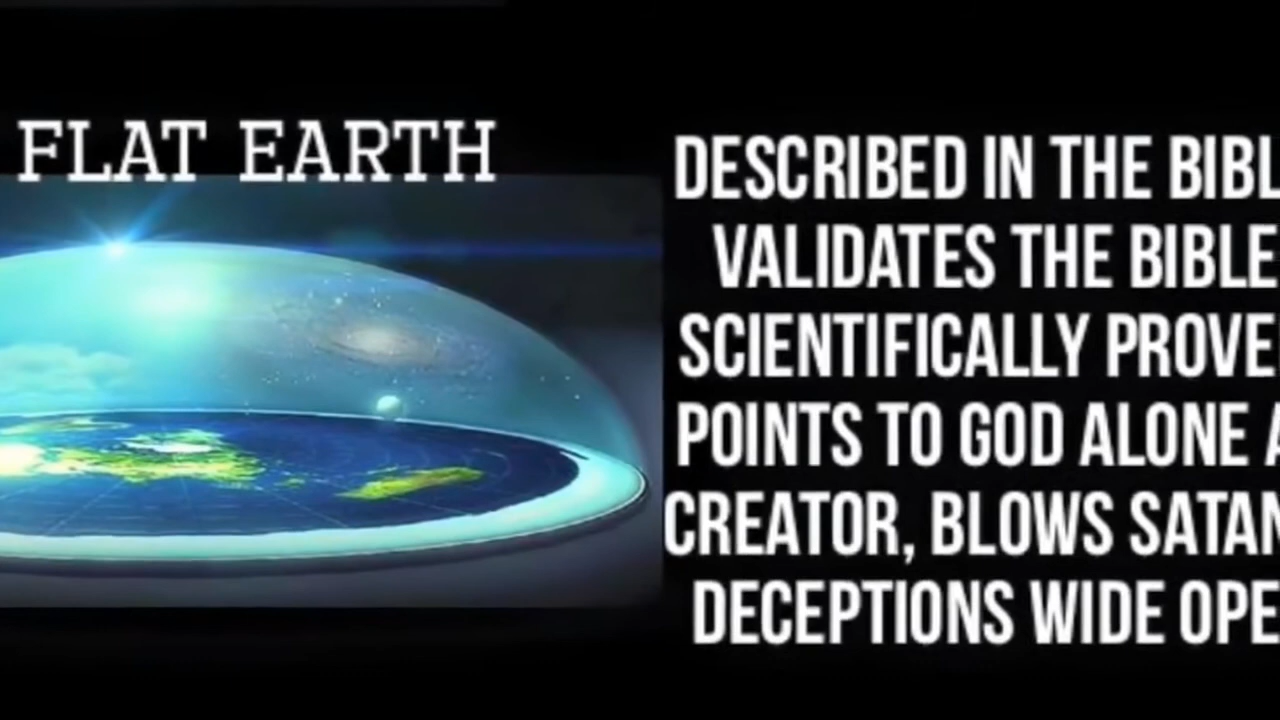 FLAT EARTH
DESCRIBED IN THE BIBL
VALIDATES THE BIBLE
SCIENTIFICALLY PROVE
POINTS TO GOD ALONE A
CREATOR, BLOWS SATAN
DECEPTIONS WIDE OPE